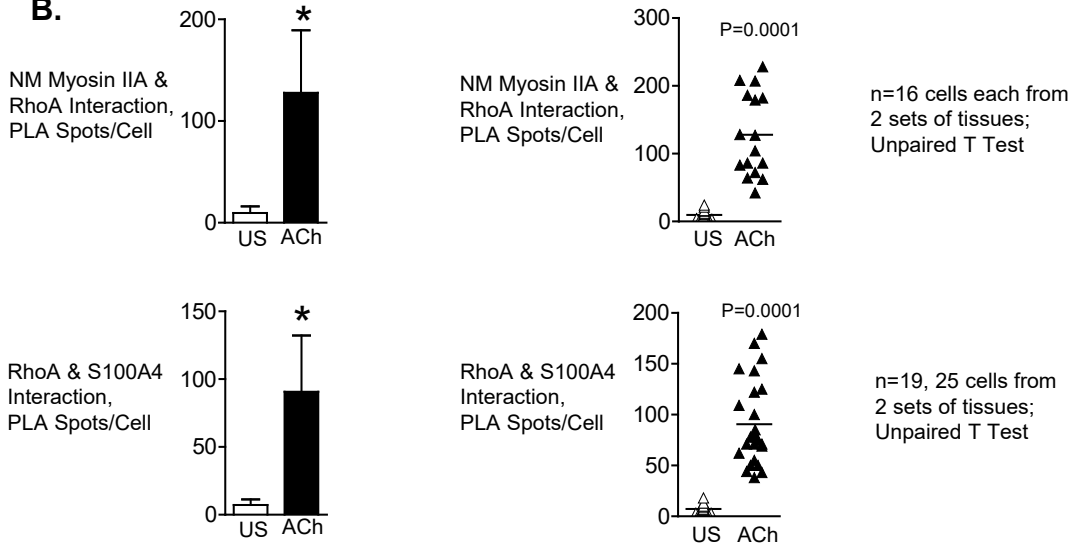 B.
200
*
NM Myosin IIA &
RhoA Interaction,
PLA Spots/Cell
100
0
US
ACh
300
P=0.0001
NM Myosin IIA &
RhoA Interaction,
PLA Spots/Cell
200
100
0
US
ACh
n=16 cells each from
2 sets of tissues;
Unpaired T Test
150
*
RhoA & S100A4
Interaction,
PLA Spots/Cell
100
50
0
US
ACh
200
P=0.0001
RhoA & S100A4
Interaction,
PLA Spots/Cell
150
100
50
0
US
ACh
n=19, 25 cells from
2 sets of tissues;
Unpaired T Test